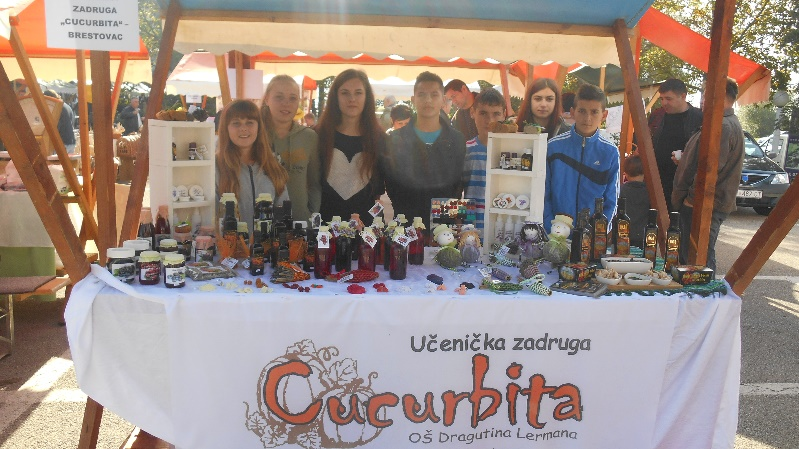 ZADRUGA
„CUCURBITA“ -
BRESTOVAC
Učenička zadruga
Cucurbita
OŠ Dragutina Lermana